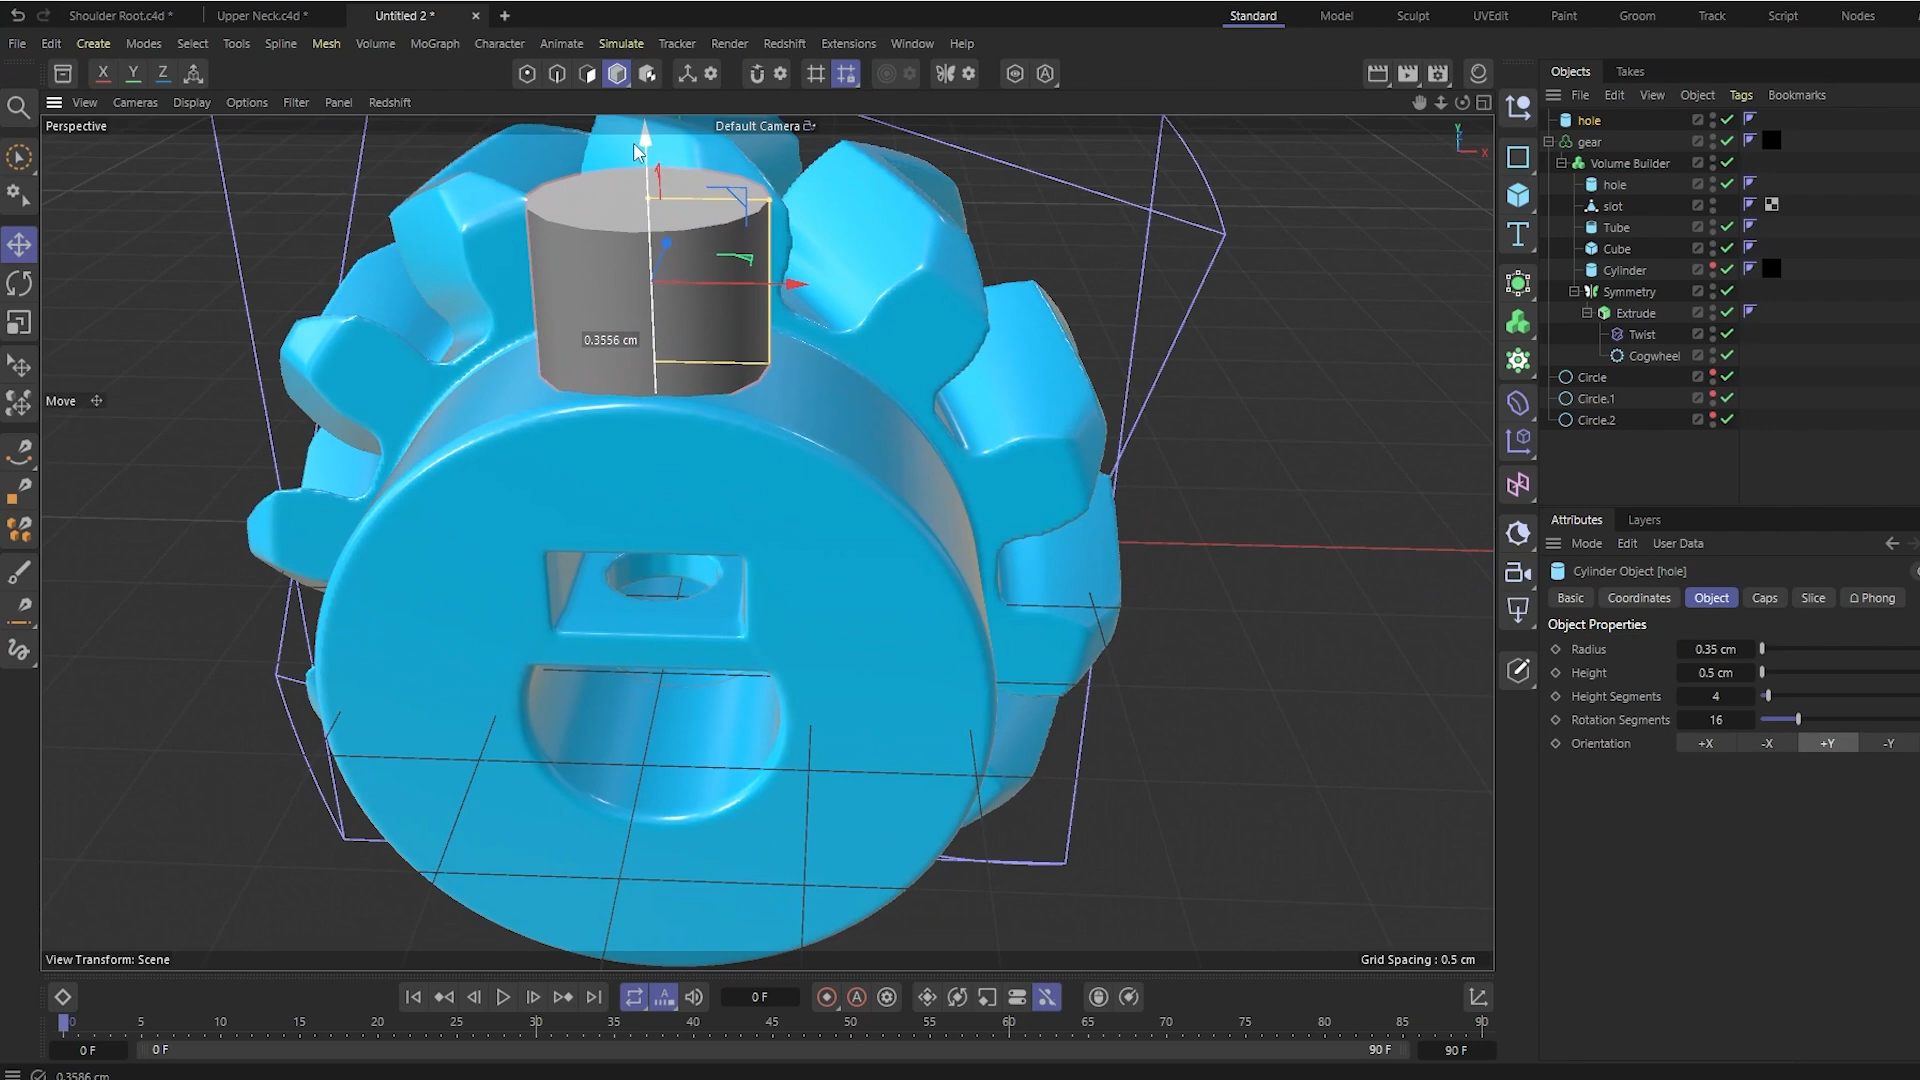 Shoulder Root.c4d *
Upper Neck.c4d *
Untitled 2 *
Standard
Model
Sculpt
UVEdit
Paint
Groom
Track
Script
Nodes
File Edit Create Modes Select Tools Spline Mesh Volume MoGraph Character Animate Simulate Tracker Render Redshift Extensions Window Help
X Y Z
Objects Takes
View Cameras Display Options Filter Panel Redshift
File Edit View Object Tags Bookmarks
Perspective
Default Camera
Y
X
hole
gear
Volume Builder
hole
slot
Tube
Cube
Cylinder
Symmetry
Extrude
Twist
Cogwheel
Circle
Circle.1
Circle.2
0.3556 cm
Move
Attributes Layers
Mode Edit User Data
Cylinder Object [hole]
Basic Coordinates Object Caps Slice Phong
Object Properties
Radius 0.35 cm
Height 0.5 cm
Height Segments 4
Rotation Segments 16
Orientation +X -X +Y -Y
View Transform: Scene
Grid Spacing : 0.5 cm
0 F
0 5 10 15 20 25 30 35 40 45 50 55 60 65 70 75 80 85 90
0 F 0 F 90 F 90 F
0.3586 cm